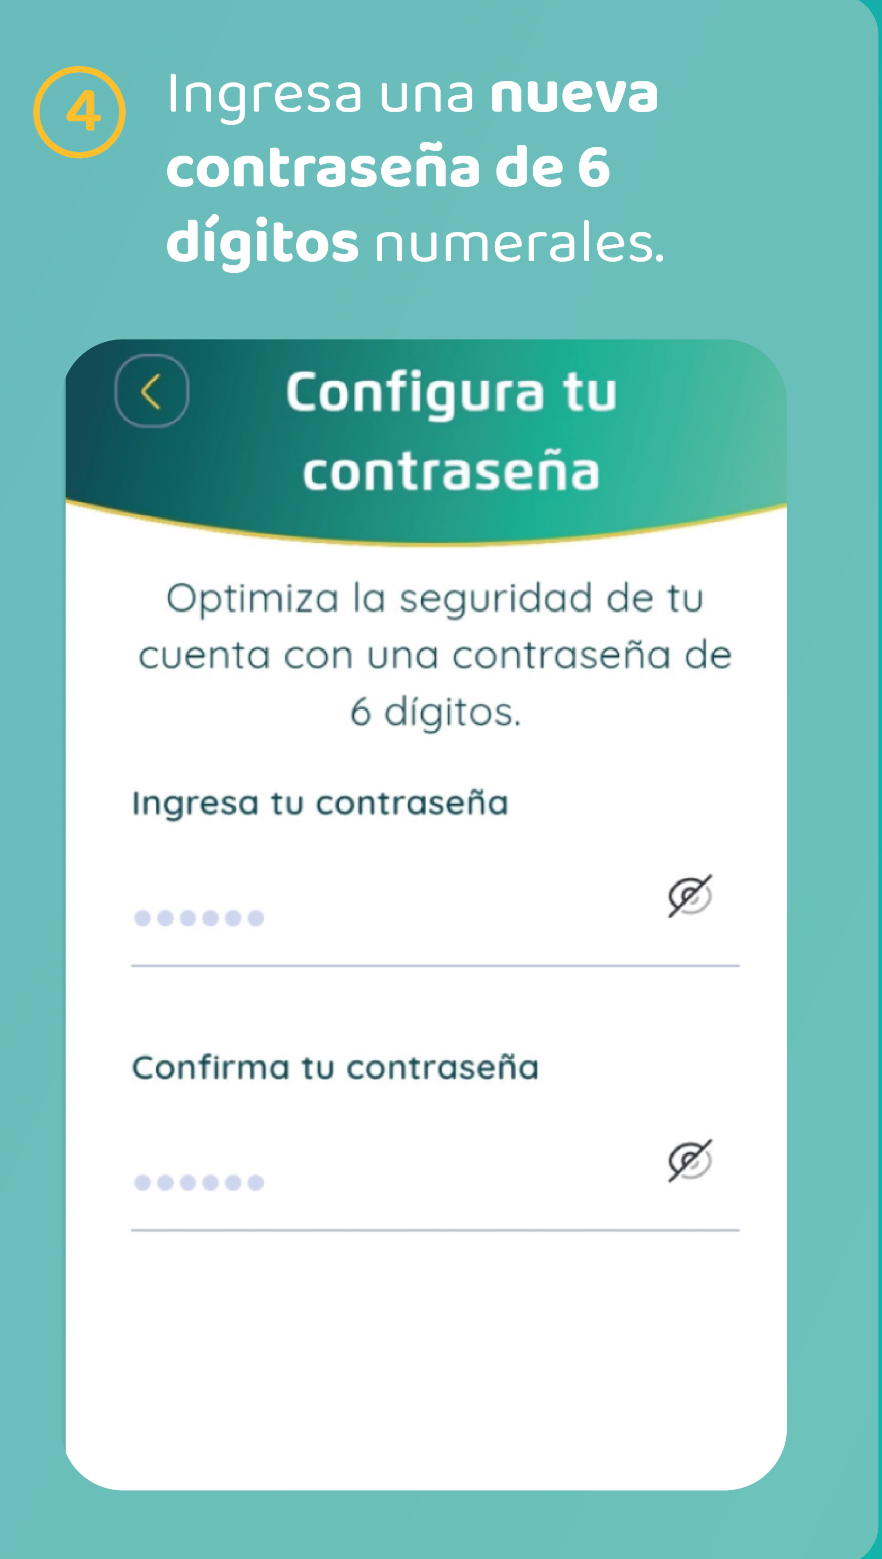 4
Ingresa una nueva
contraseña de 6
dígitos numerales.
Configura tu
contraseña
Optimiza la seguridad de tu
cuenta con una contraseña de
6 dígitos.
Ingresa tu contraseña
Confirma tu contraseña